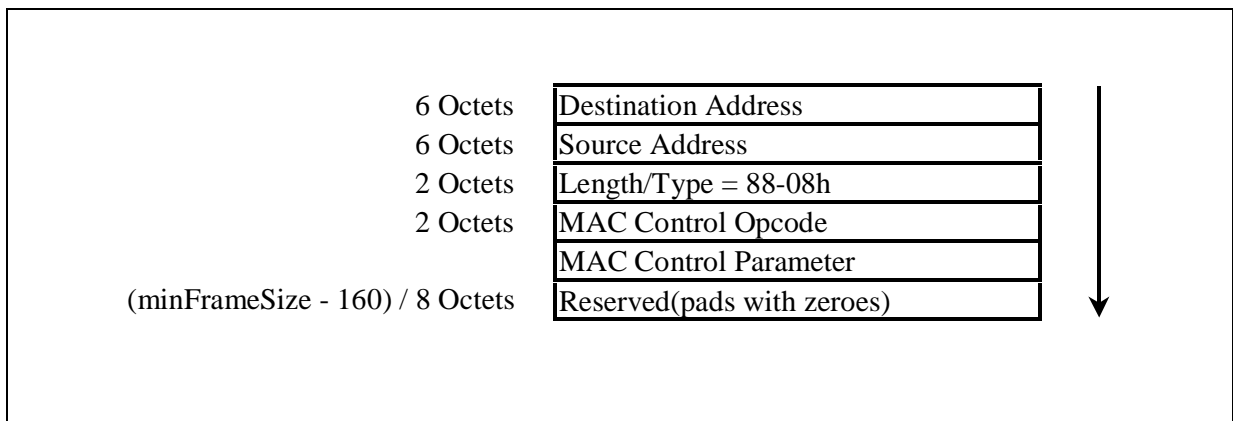 6 Octets Destination Address
6 Octets Source Address
2 Octets Length/Type = 88-08h
2 Octets MAC Control Opcode
MAC Control Parameter
(minFrameSize - 160) / 8 Octets Reserved(pads with zeroes)